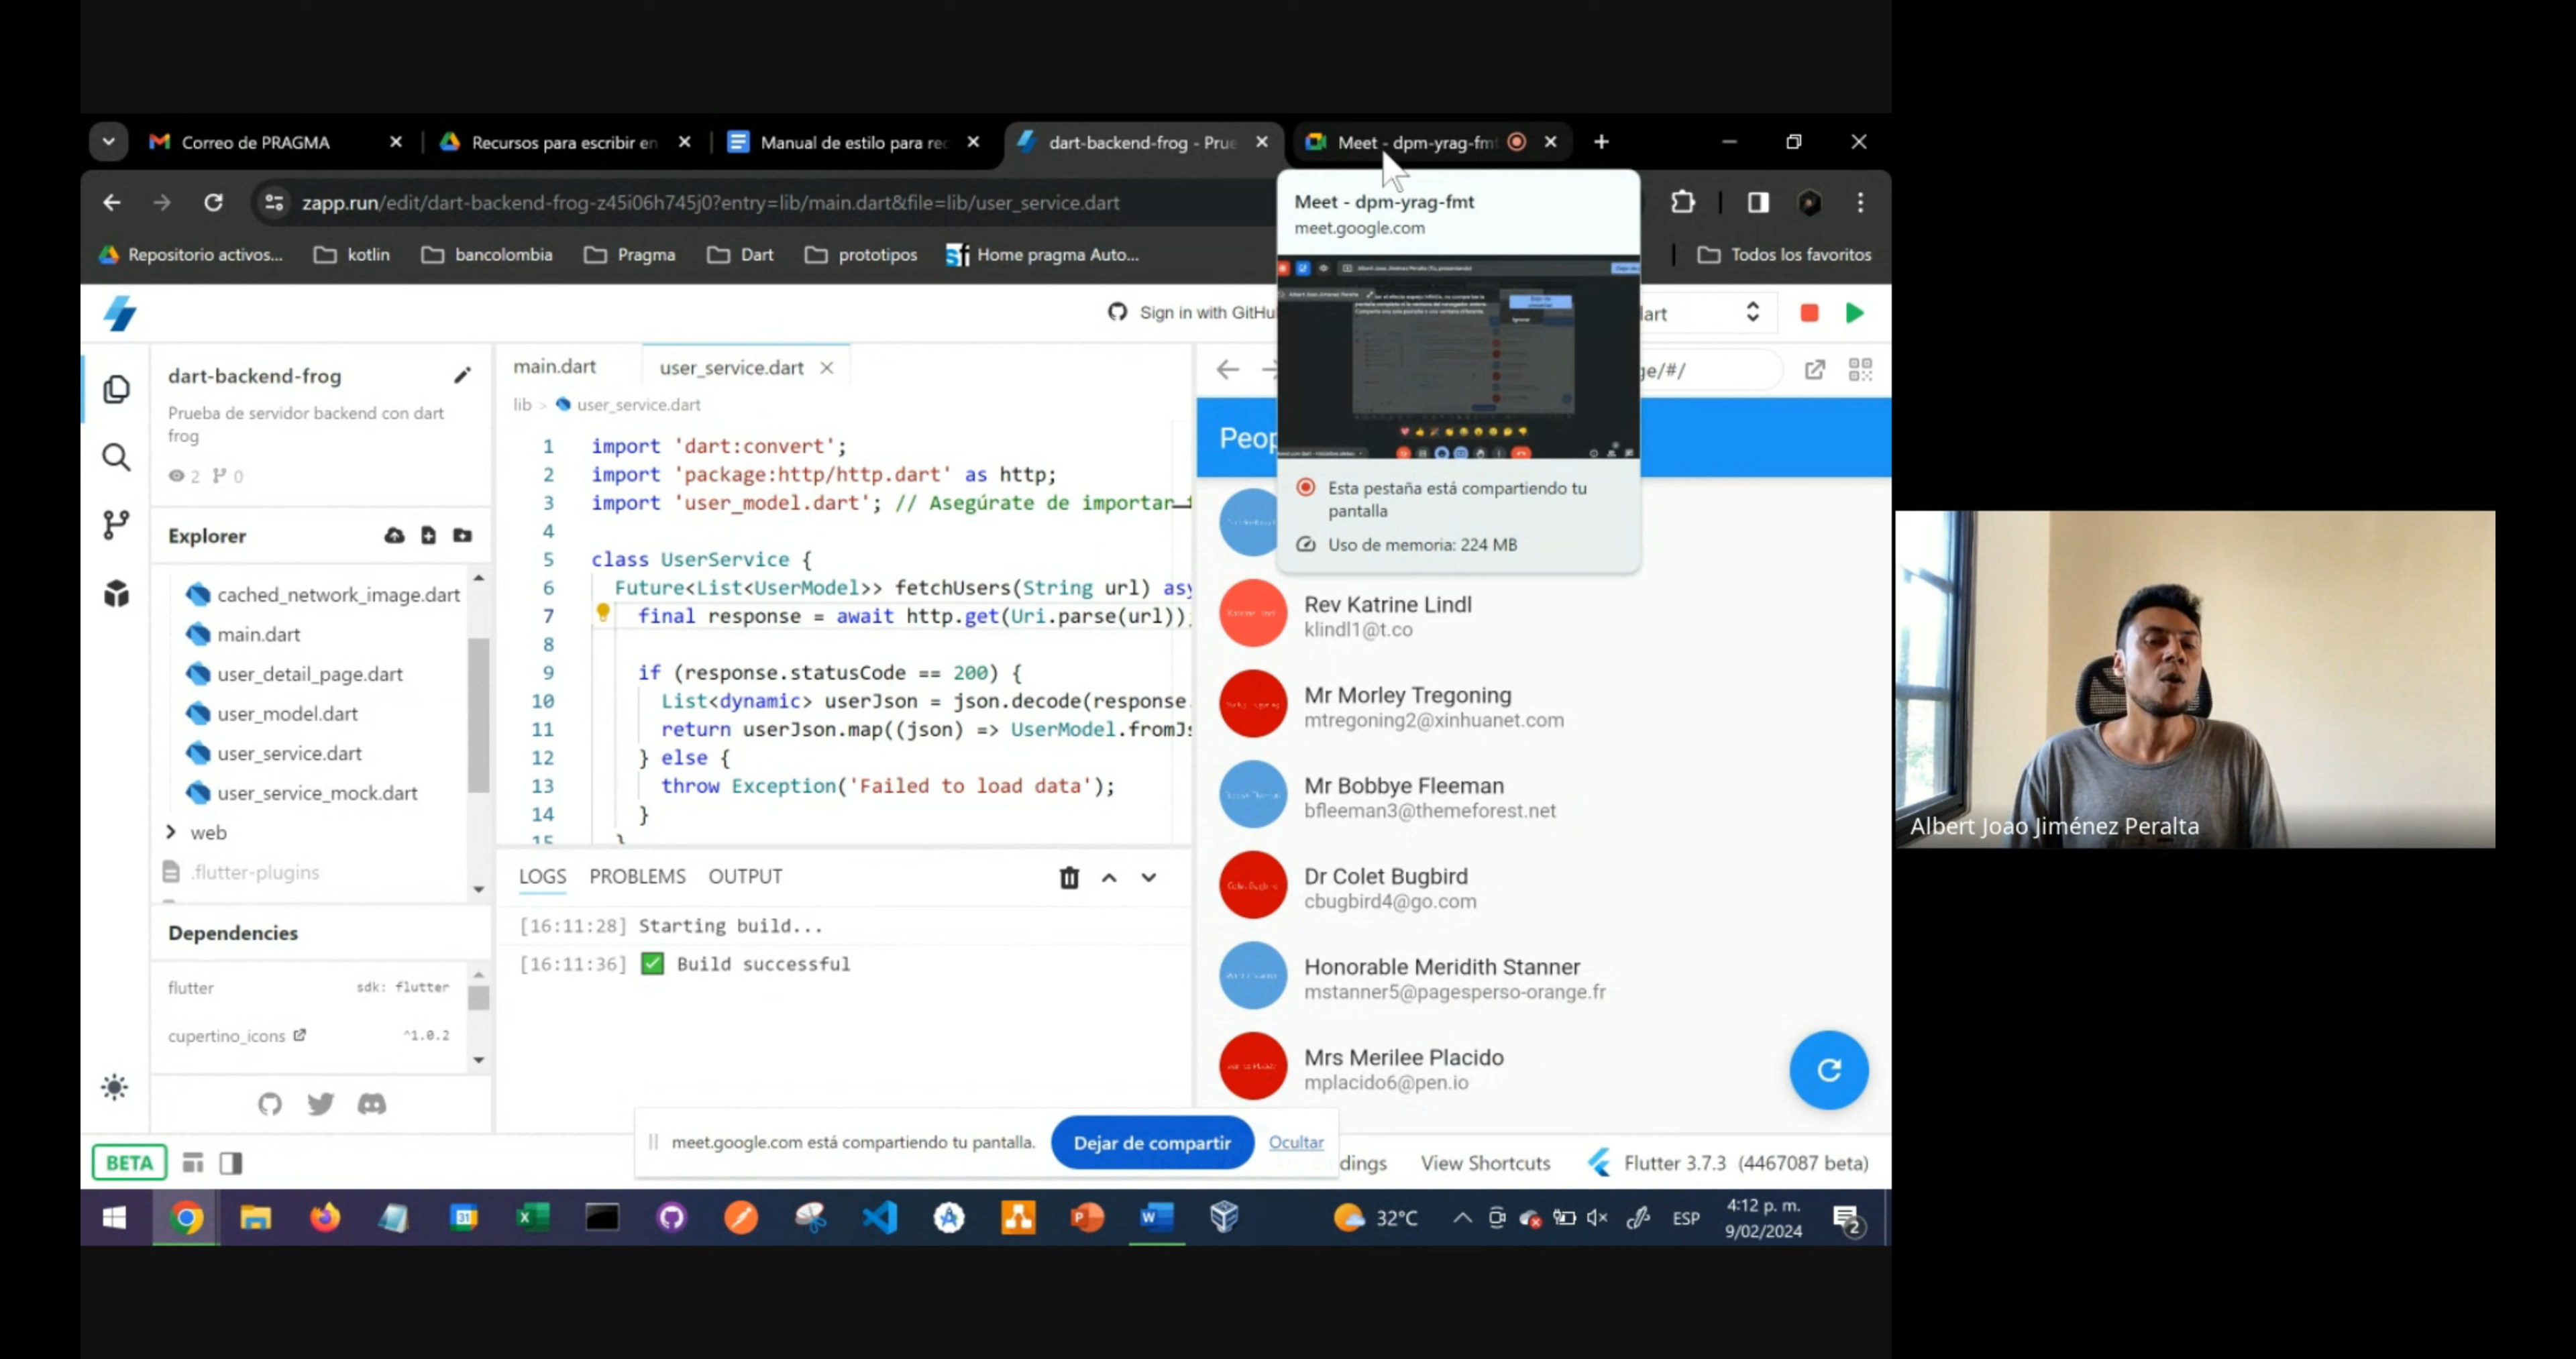 Correo de PRAGMA
Recursos para escribir en
Manual de estilo para rec
dart-backend-frog - Prue
Meet - dpm-yrag-fmt
zapp.run/edit/dart-backend-frog-z45i06h745j0?entry=lib/main.dart&file=lib/user_service.dart
Repositorio activos...
kotlin
bancolombia
Pragma
Dart
prototipos
Home pragma Auto...
Todos los favoritos
Meet - dpm-yrag-fmt
meet.google.com
Esta pestaña está compartiendo tu
pantalla
Uso de memoria: 224 MB
Sign in with GitHu
art
dart-backend-frog
Prueba de servidor backend con dart
frog
2 0
Explorer
cached_network_image.dart
main.dart
user_detail_page.dart
user_model.dart
user_service.dart
user_service_mock.dart
web
.flutter-plugins
Dependencies
flutter sdk: flutter
cupertino_icons ^1.0.2
BETA
main.dart user_service.dart
lib > user_service.dart
1 import 'dart:convert';
2 import 'package:http/http.dart' as http;
3 import 'user_model.dart'; // Asegúrate de importar
4
5 class UserService {
6 Future<List<UserModel>> fetchUsers(String url) asy
7 final response = await http.get(Uri.parse(url));
8
9 if (response.statusCode == 200) {
10 List<dynamic> userJson = json.decode(response.
11 return userJson.map((json) => UserModel.fromJs
12 } else {
13 throw Exception('Failed to load data');
14 }
15 }
LOGS PROBLEMS OUTPUT
[16:11:28] Starting build...
[16:11:36] Build successful
ge/#/
Peop
Rev Katrine Lindl
klindl1@t.co
Mr Morley Tregoning
mtregoning2@xinhuanet.com
Mr Bobbye Fleeman
bfleeman3@themeforest.net
Dr Colet Bugbird
cbugbird4@go.com
Honorable Meridith Stanner
mstanner5@pagesperso-orange.fr
Mrs Merilee Placido
mplacido6@pen.io
meet.google.com está compartiendo tu pantalla.
Dejar de compartir
Ocultar
dings
View Shortcuts
Flutter 3.7.3 (4467087 beta)
32°C
ESP
4:12 p. m.
9/02/2024
2
Albert Joao Jiménez Peralta